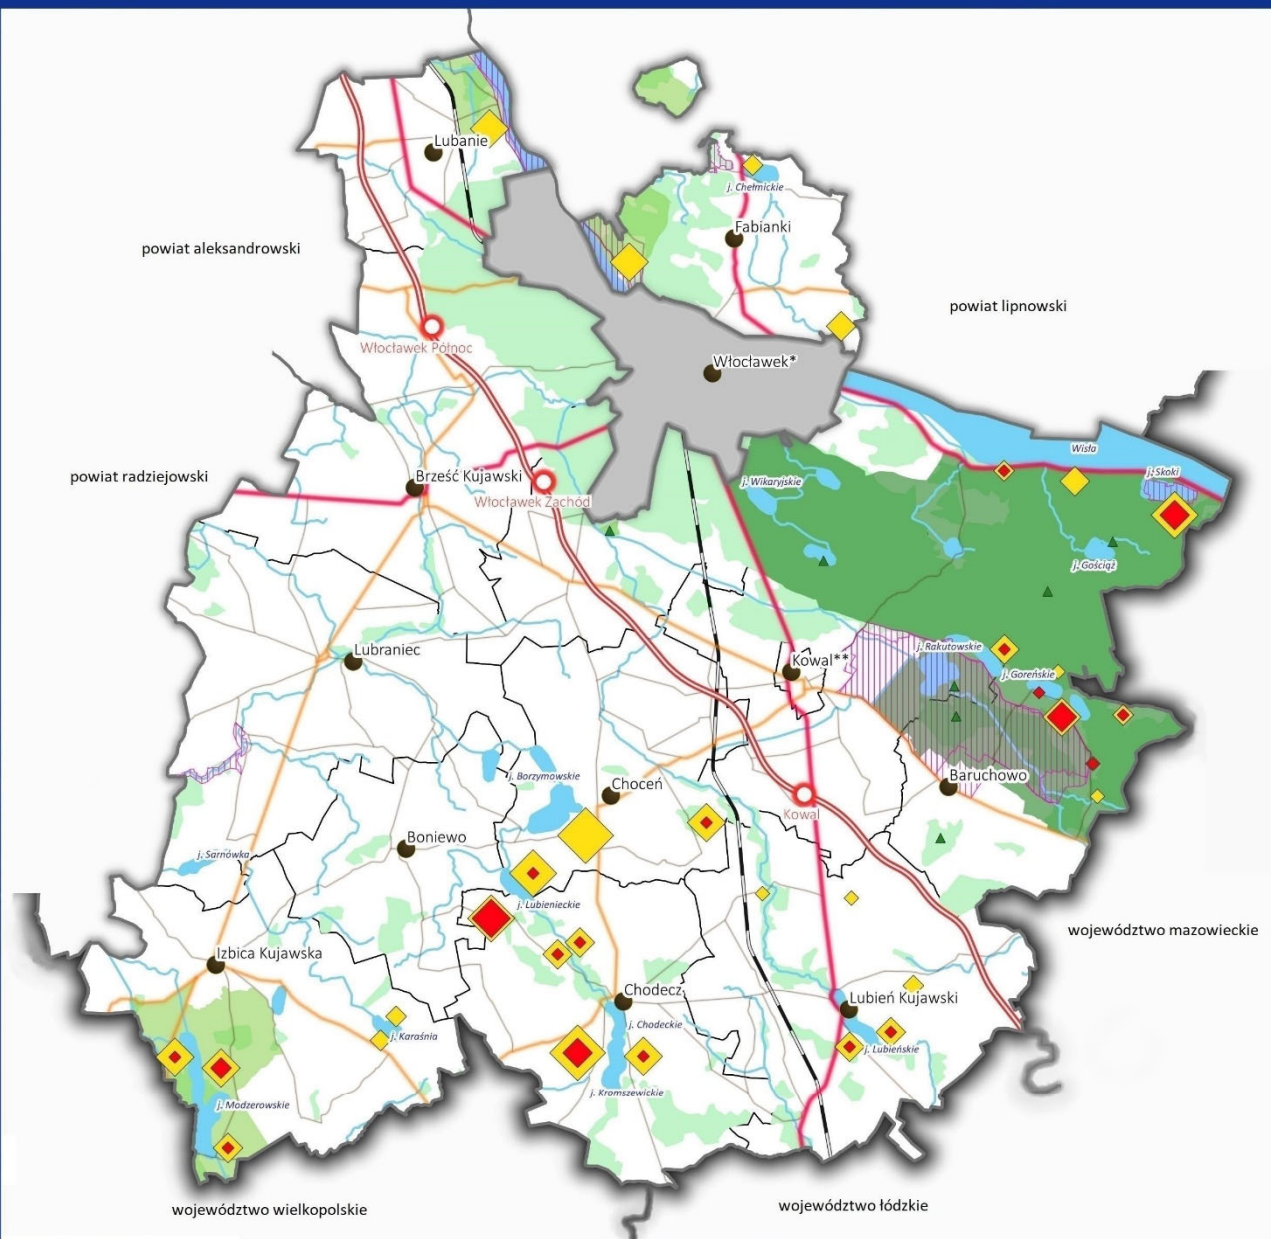 Lubanie
j. Chełmickie
Fabianki
powiat aleksandrowski
powiat lipnowski
Włocławek Północ
Włocławek*
Wisła
powiat radziejowski
Brześć Kujawski
j. Skoki
j. Wikaryjskie
Włocławek Zachód
j. Gościąż
Lubraniec
j. Rakutowskie
Kowal**
j. Goreńskie
j. Borzymowskie
Choceń
Baruchowo
Kowal
Boniewo
j. Sarnówka
j. Lubienieckie
województwo mazowieckie
Izbica Kujawska
Chodecz
Lubień Kujawski
j. Chodeckie
j. Karaśnia
j. Lubieńskie
j. Kromszewickie
j. Modzerowskie
województwo wielkopolskie
województwo łódzkie